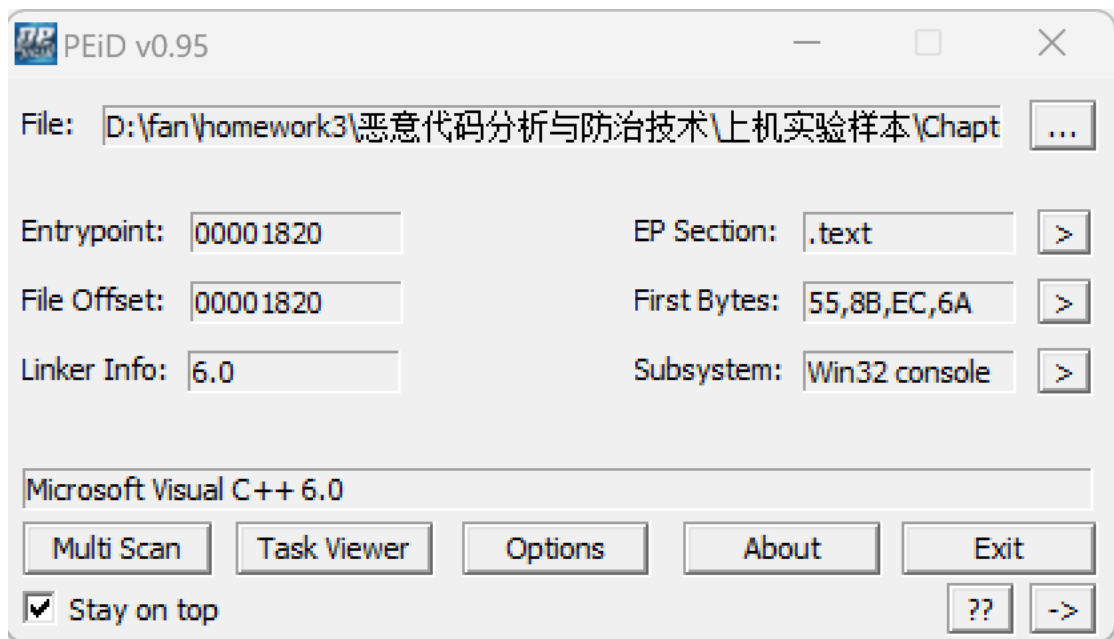 PEiD v0.95
File: D:\fan\homework3\恶意代码分析与防治技术\上机实验样本\Chapt ...
Entrypoint: 00001820 EP Section: .text >
File Offset: 00001820 First Bytes: 55,8B,EC,6A >
Linker Info: 6.0 Subsystem: Win32 console >
Microsoft Visual C++ 6.0
Multi Scan Task Viewer Options About Exit
Stay on top ?? ->